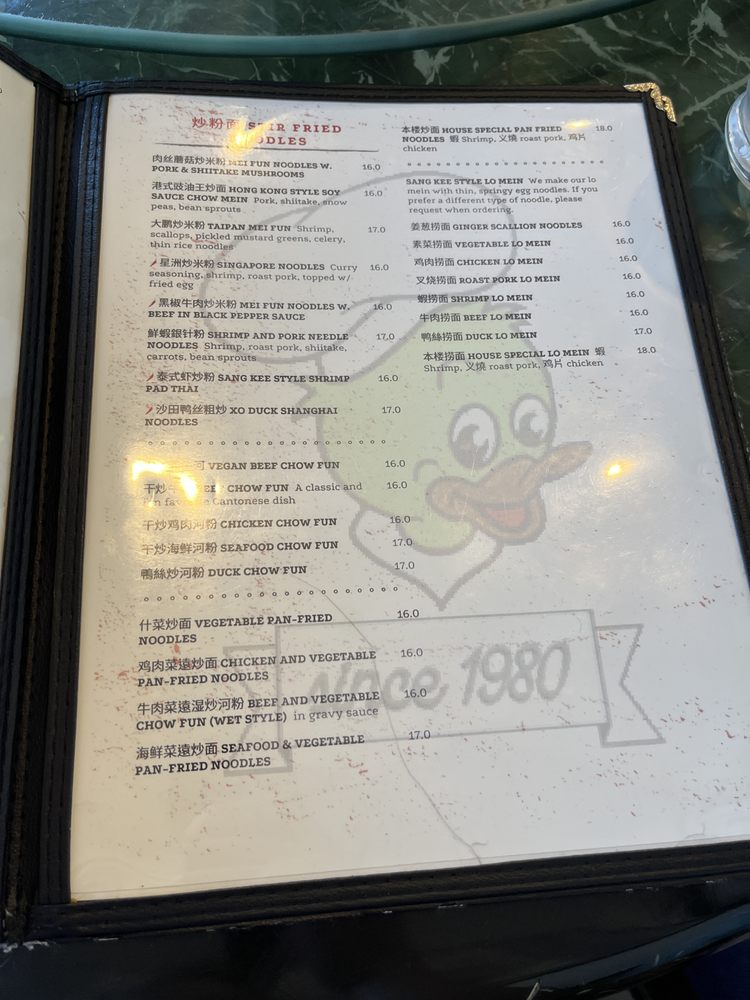 炒粉面 STIR FRIED
NOODLES
肉丝蘑菇炒米粉 MEI FUN NOODLES W. 16.0
PORK & SHIITAKE MUSHROOMS
港式豉油王炒面 HONG KONG STYLE SOY 16.0
SAUCE CHOW MEIN Pork, shiitake, snow
peas, bean sprouts
大鹏炒米粉 TAIPAN MEI FUN Shrimp, 17.0
scallops, pickled mustard greens, celery,
thin rice noodles
星洲炒米粉 SINGAPORE NOODLES Curry 16.0
seasoning, shrimp, roast pork, topped w/
fried egg
黑椒牛肉炒米粉 MEI FUN NOODLES W. 16.0
BEEF IN BLACK PEPPER SAUCE
鮮蝦銀针粉 SHRIMP AND PORK NEEDLE 17.0
NOODLES Shrimp, roast pork, shiitake,
carrots, bean sprouts
泰式虾炒粉 SANG KEE STYLE SHRIMP 16.0
PAD THAI
沙田鸭丝粗炒 XO DUCK SHANGHAI 17.0
NOODLES
河 VEGAN BEEF CHOW FUN 16.0
干炒 CHOW FUN A classic and 16.0
Cantonese dish
干炒鸡肉河粉 CHICKEN CHOW FUN 16.0
干炒海鲜河粉 SEAFOOD CHOW FUN 17.0
鴨絲炒河粉 DUCK CHOW FUN 17.0
什菜炒面 VEGETABLE PAN-FRIED 16.0
NOODLES
鸡肉菜遠炒面 CHICKEN AND VEGETABLE 16.0
PAN-FRIED NOODLES
牛肉菜遠湿炒河粉 BEEF AND VEGETABLE 16.0
CHOW FUN (WET STYLE) in gravy sauce
海鲜菜遠炒面 SEAFOOD & VEGETABLE 17.0
PAN-FRIED NOODLES
本楼炒面 HOUSE SPECIAL PAN FRIED 18.0
NOODLES 蝦 Shrimp, 义燒 roast pork, 鸡片
chicken
SANG KEE STYLE LO MEIN We make our lo
mein with thin, springy egg noodles. If you
prefer a different type of noodle, please
request when ordering.
姜葱捞面 GINGER SCALLION NOODLES 16.0
素菜捞面 VEGETABLE LO MEIN 16.0
鸡肉捞面 CHICKEN LO MEIN 16.0
叉烧捞面 ROAST PORK LO MEIN 16.0
蝦捞面 SHRIMP LO MEIN 16.0
牛肉捞面 BEEF LO MEIN 16.0
鸭絲捞面 DUCK LO MEIN 17.0
本楼捞面 HOUSE SPECIAL LO MEIN 蝦 18.0
Shrimp, 义燒 roast pork, 鸡片 chicken
Since 1980